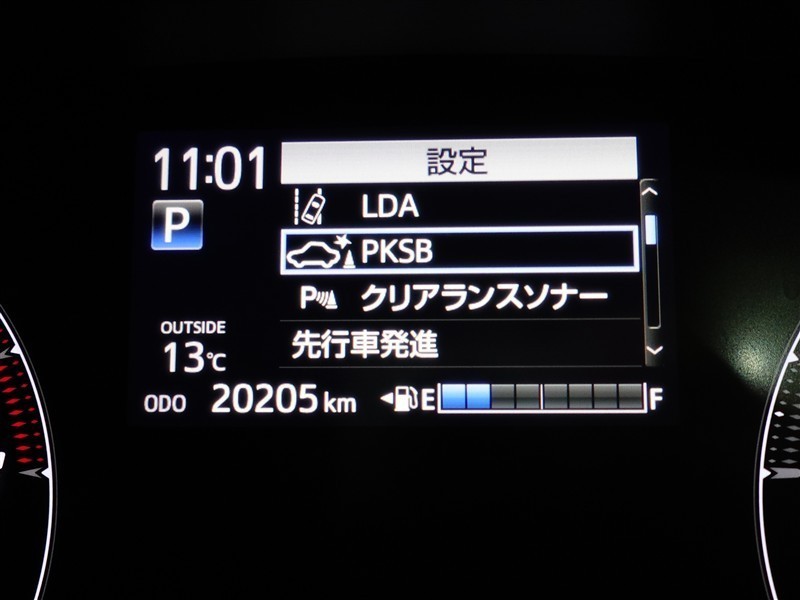 11:01
設定
LDA
P
PKSB
P クリアランスソナー
OUTSIDE
先行車発進
13℃
ODO 20205 km E F